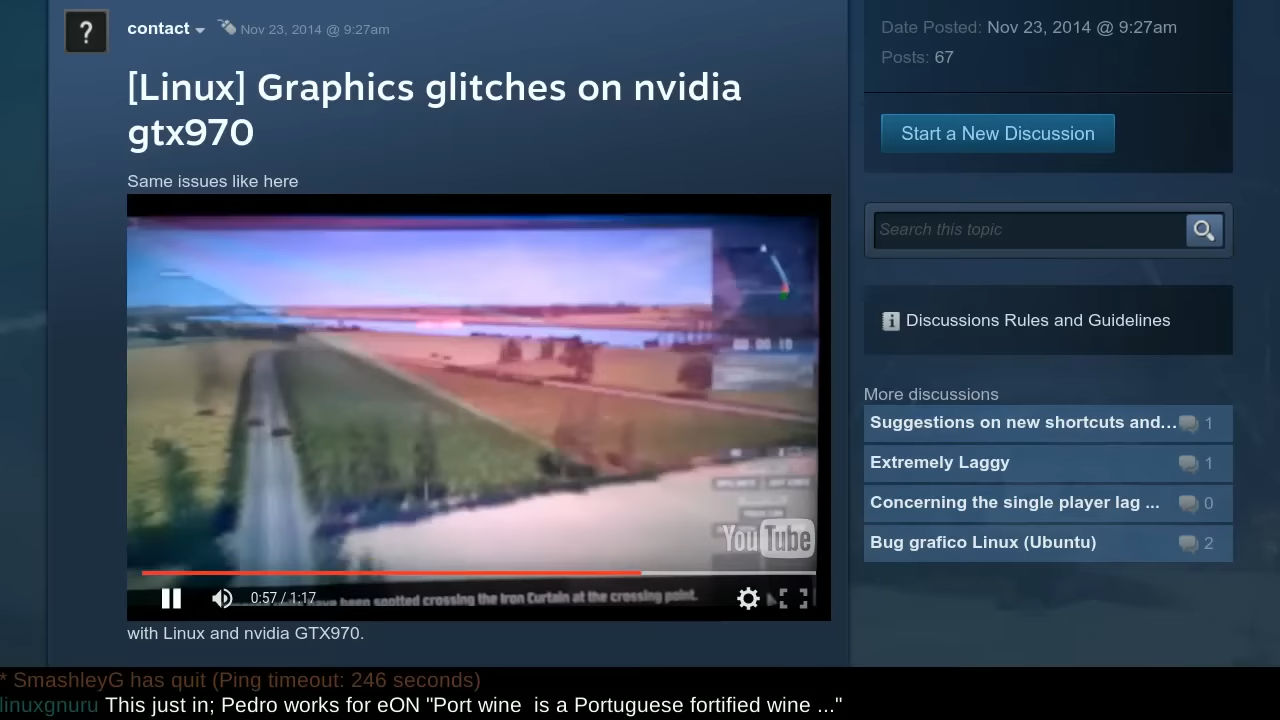 contact
Nov 23, 2014 @ 9:27am
[Linux] Graphics glitches on nvidia
gtx970
Same issues like here
00 00 10
YouTube
0:57 / 1:17
have been spotted crossing the Iron Curtain at the crossing point.
with Linux and nvidia GTX970.
Date Posted: Nov 23, 2014 @ 9:27am
Posts: 67
Start a New Discussion
Search this topic
Discussions Rules and Guidelines
More discussions
Suggestions on new shortcuts and... 1
Extremely Laggy 1
Concerning the single player lag ... 0
Bug grafico Linux (Ubuntu) 2
* SmashleyG has quit (Ping timeout: 246 seconds)
linuxgnuru This just in; Pedro works for eON "Port wine  is a Portuguese fortified wine ..."